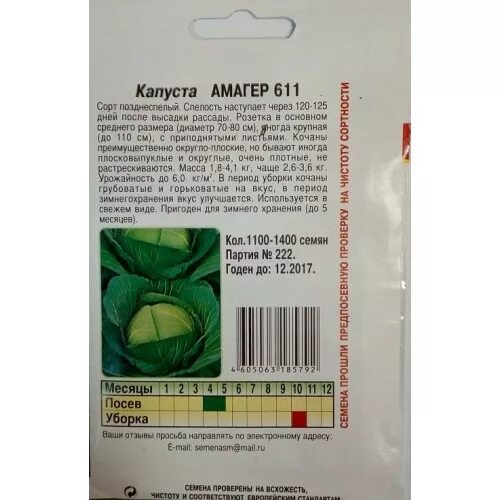 Капуста АМАГЕР 611
Сорт позднеспелый. Спелость наступает через 120-125
дней после высадки рассады. Розетка в основном
среднего размера (диаметр 70-80 см), иногда крупная
(до 110 см), с приподнятыми листьями. Кочаны
преимущественно округло-плоские, но бывают иногда
плосковыпуклые и округлые, очень плотные, не
растрескиваются. Масса 1,8-4,1 кг, чаще 2,6-3,6 кг.
Урожайность до 6,0 кг/м². В период уборки кочаны
грубоватые и горьковатые на вкус, в период
зимнехранения вкус улучшается. Используется в
свежем виде. Пригоден для зимнего хранения (до 5
месяцев).
Кол.1100-1400 семян
Партия № 222.
Годен до: 12.2017.
4 605063 185792
Месяцы 1 2 3 4 5 6 7 8 9 10 11 12
Посев
Уборка
Ваши отзывы просьба направлять по электронному адресу:
E-mail: semenasm@mail.ru
СЕМЕНА ПРОВЕРЕНЫ НА ВСХОЖЕСТЬ,
ЧИСТОТУ И СООТВЕТСТВУЮТ ЕВРОПЕЙСКИМ СТАНДАРТАМ
СЕМЕНА ПРОШЛИ ПРЕДПОСЕВНУЮ ПРОВЕРКУ НА ЧИСТОТУ СОРТНОСТИ